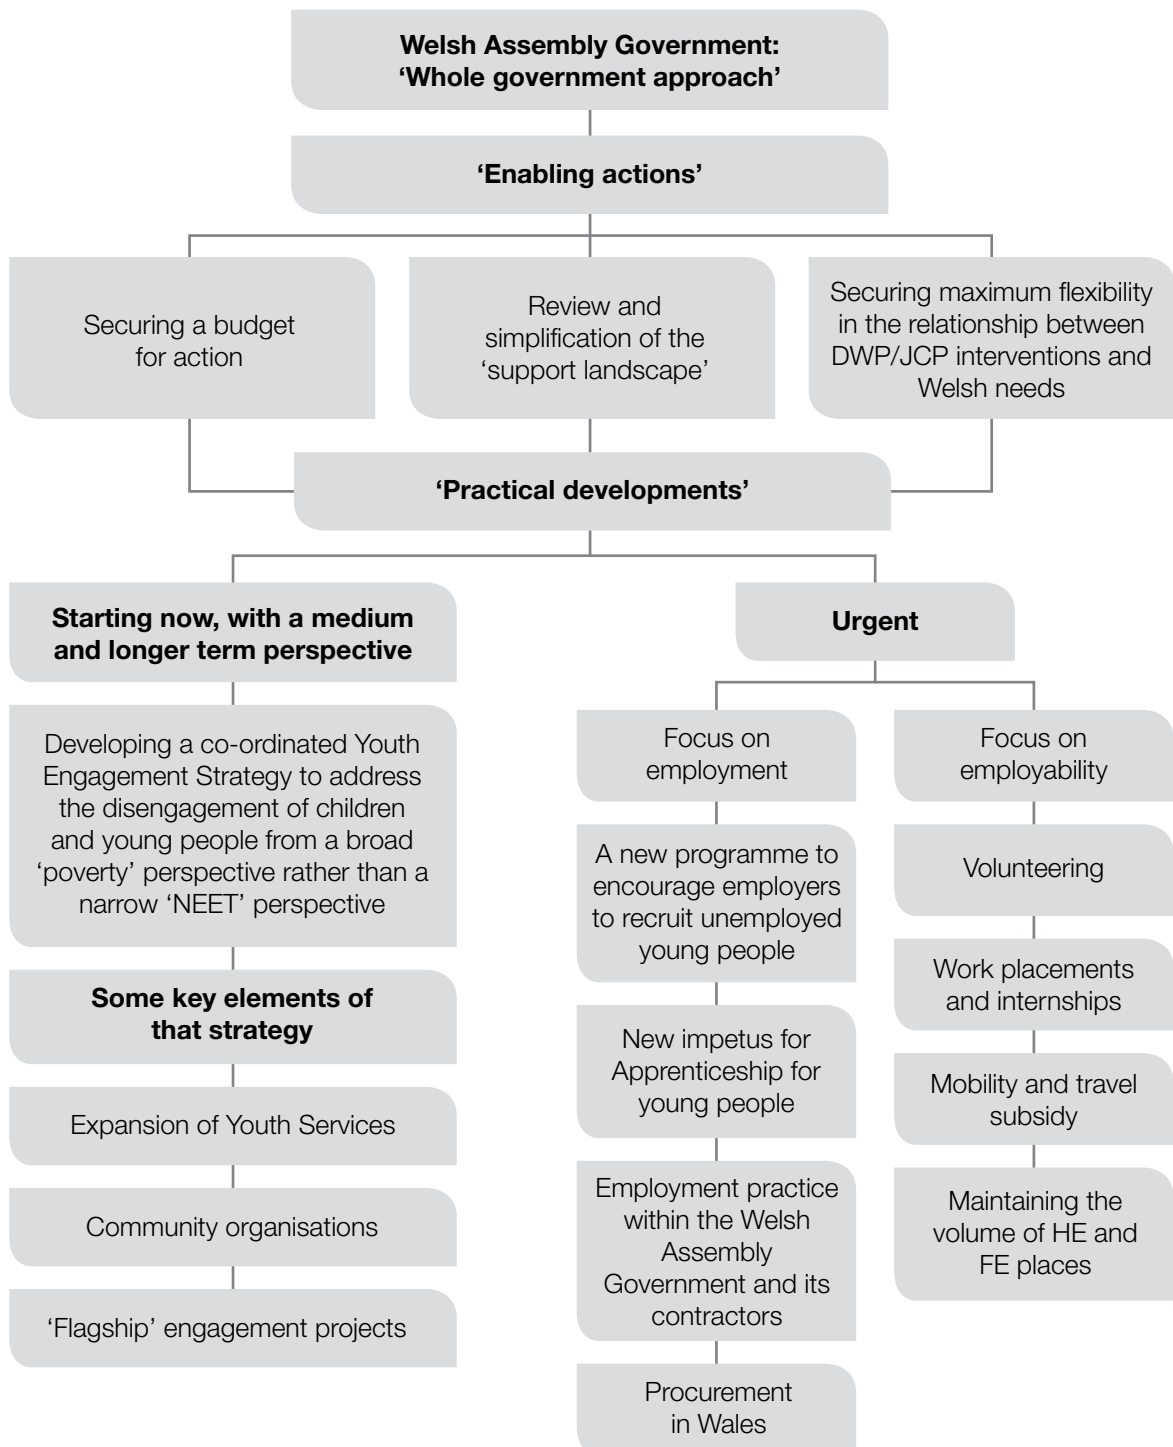 Welsh Assembly Government:
‘Whole government approach’
‘Enabling actions’
Securing a budget
for action
Review and
simplification of the
‘support landscape’
Securing maximum flexibility
in the relationship between
DWP/JCP interventions and
Welsh needs
‘Practical developments’
Starting now, with a medium
and longer term perspective
Developing a co-ordinated Youth
Engagement Strategy to address
the disengagement of children
and young people from a broad
‘poverty’ perspective rather than a
narrow ‘NEET’ perspective
Some key elements of
that strategy
Expansion of Youth Services
Community organisations
‘Flagship’ engagement projects
Urgent
Focus on
employment
A new programme to
encourage employers
to recruit unemployed
young people
New impetus for
Apprenticeship for
young people
Employment practice
within the Welsh
Assembly
Government and its
contractors
Procurement
in Wales
Focus on
employability
Volunteering
Work placements
and internships
Mobility and travel
subsidy
Maintaining the
volume of HE and
FE places